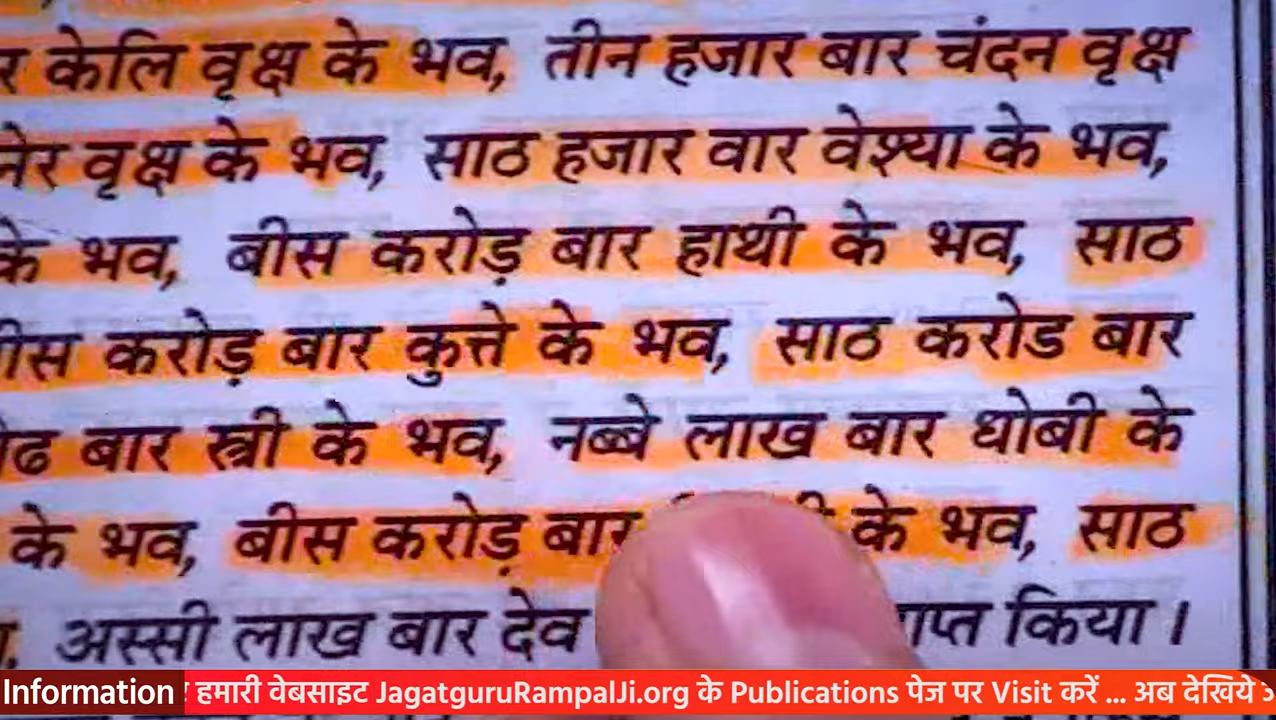 केलि वृक्ष के भव, तीन हजार बार चंदन वृक्ष
वृक्ष के भव, साठ हजार वार वेश्या के भव,
के भव, बीस करोड़ बार हाथी के भव, साठ
करोड़ बार कुत्ते के भव, साठ करोड बार
बार स्त्री के भव, नब्बे लाख बार धोबी के
के भव, बीस करोड़ बार के भव, साठ
अस्सी लाख बार देव किया।
Information हमारी वेबसाइट JagatguruRampalJi.org के Publications पेज पर Visit करें ... अब देखिये